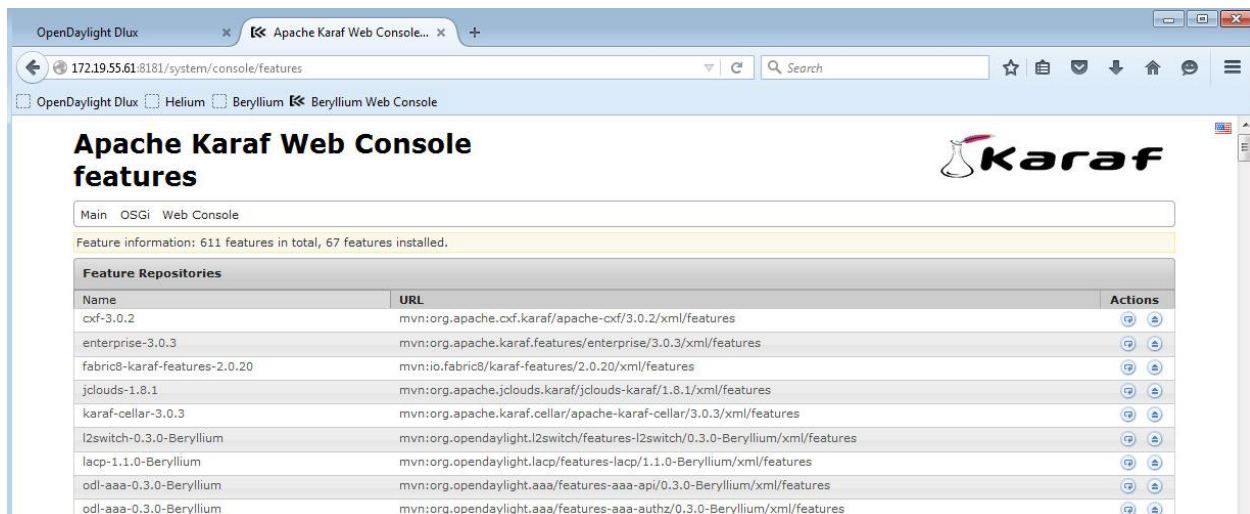 OpenDaylight Dlux × Apache Karaf Web Console... × +
172.19.55.61:8181/system/console/features Search
OpenDaylight Dlux Helium Beryllium Beryllium Web Console
Apache Karaf Web Console
features
Karaf
Main OSGi Web Console
Feature information: 611 features in total, 67 features installed.
Feature Repositories
Name URL Actions
cxf-3.0.2 mvn:org.apache.cxf.karaf/apache-cxf/3.0.2/xml/features
enterprise-3.0.3 mvn:org.apache.karaf.features/enterprise/3.0.3/xml/features
fabric8-karaf-features-2.0.20 mvn:io.fabric8/karaf-features/2.0.20/xml/features
jclouds-1.8.1 mvn:org.apache.jclouds.karaf/jclouds-karaf/1.8.1/xml/features
karaf-cellar-3.0.3 mvn:org.apache.karaf.cellar/apache-karaf-cellar/3.0.3/xml/features
l2switch-0.3.0-Beryllium mvn:org.opendaylight.l2switch/features-l2switch/0.3.0-Beryllium/xml/features
lacp-1.1.0-Beryllium mvn:org.opendaylight.lacp/features-lacp/1.1.0-Beryllium/xml/features
odl-aaa-0.3.0-Beryllium mvn:org.opendaylight.aaa/features-aaa-api/0.3.0-Beryllium/xml/features
odl-aaa-0.3.0-Beryllium mvn:org.opendaylight.aaa/features-aaa-authz/0.3.0-Beryllium/xml/features